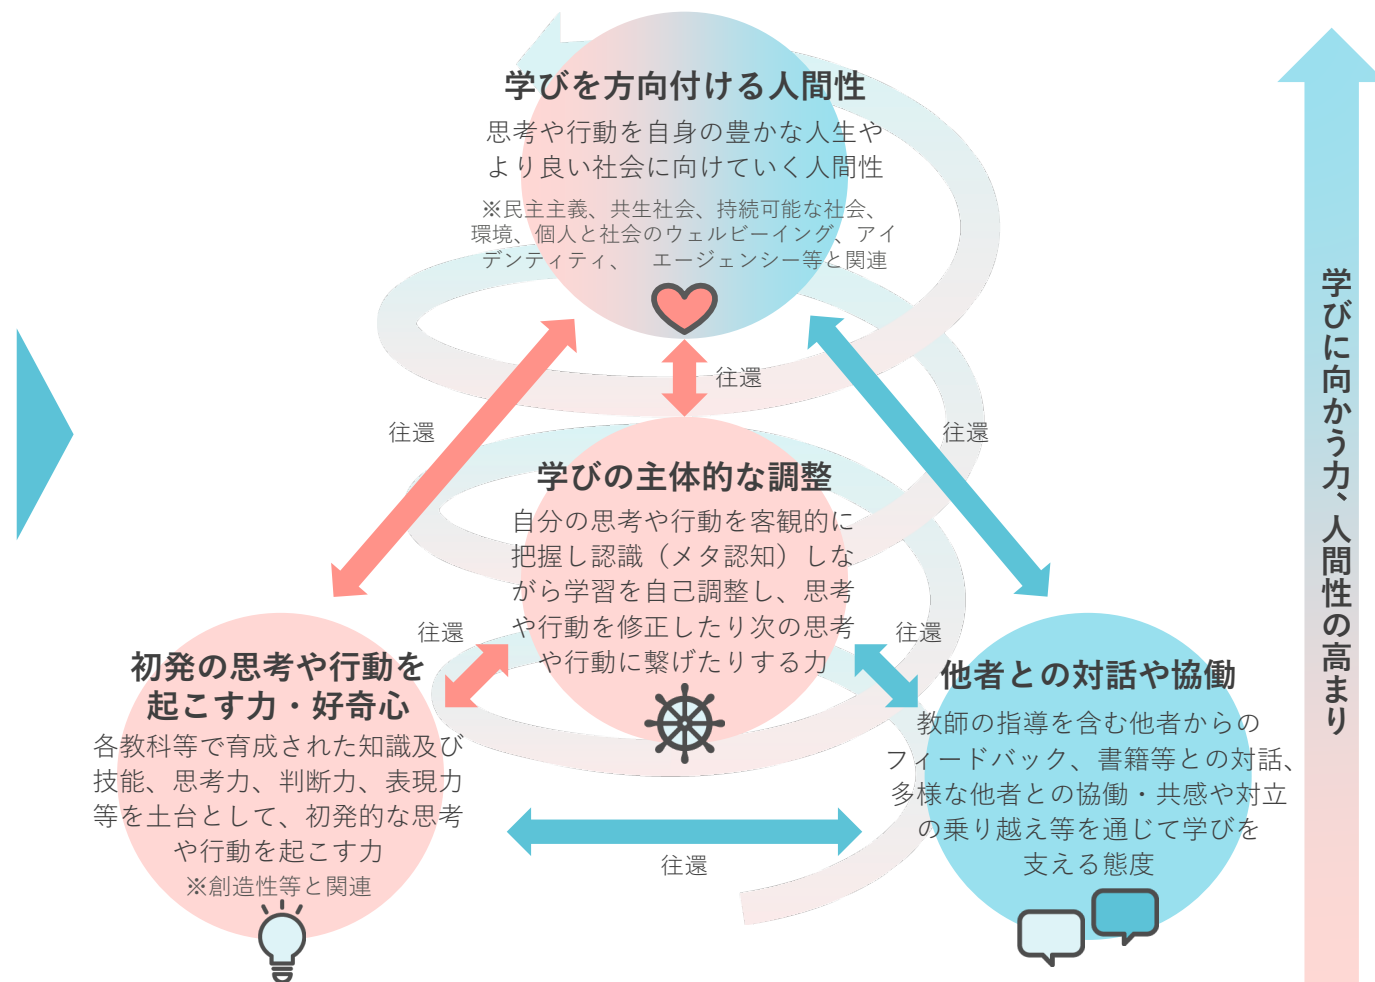 学びを方向付ける人間性
思考や行動を自身の豊かな人生や
より良い社会に向けていく人間性
※民主主義、共生社会、持続可能な社会、
環境、個人と社会のウェルビーイング、アイ
デンティティ、　エージェンシー等と関連
往還
往還
往還
学びの主体的な調整
自分の思考や行動を客観的に
把握し認識（メタ認知）しな
がら学習を自己調整し、思考
や行動を修正したり次の思考
や行動に繋げたりする力
往還
往還
初発の思考や行動を
起こす力・好奇心
各教科等で育成された知識及び
技能、思考力、判断力、表現力
等を土台として、初発的な思考
や行動を起こす力
※創造性等と関連
他者との対話や協働
教師の指導を含む他者からの
フィードバック、書籍等との対話、
多様な他者との協働・共感や対立
の乗り越え等を通じて学びを
支える態度
往還
学びに向かう力、人間性の高まり